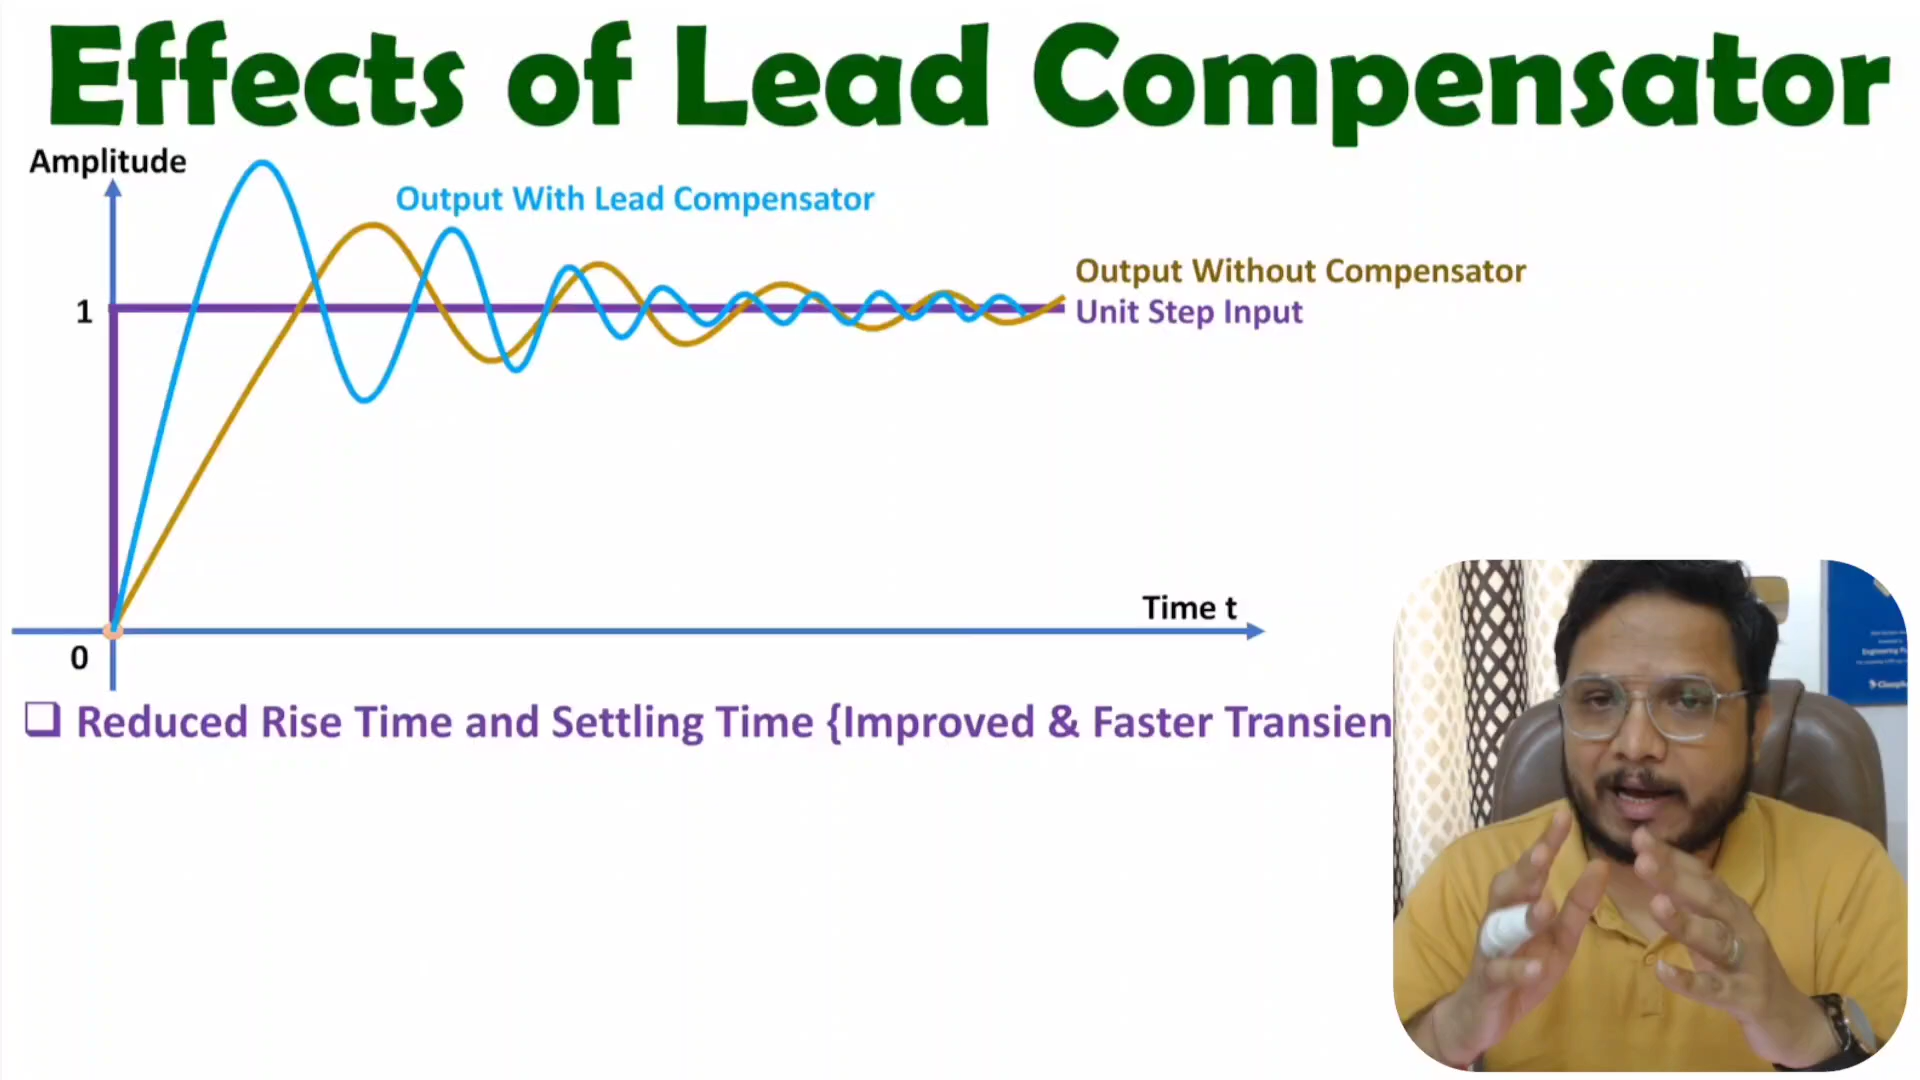 Effects of Lead Compensator
Amplitude
Output With Lead Compensator
Output Without Compensator
1
Unit Step Input
Time t
0
❑ Reduced Rise Time and Settling Time {Improved & Faster Transien